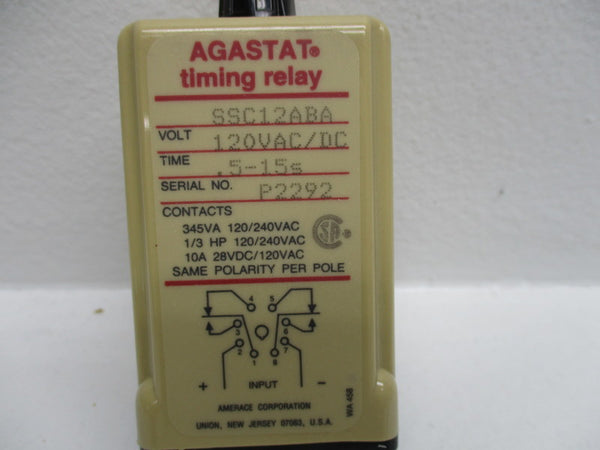 AGASTAT®
timing relay
SSC12ABA
VOLT 120VAC/DC
TIME .5-15s
SERIAL NO. P2292
CONTACTS
345VA 120/240VAC
1/3 HP 120/240VAC
10A 28VDC/120VAC
SAME POLARITY PER POLE
SA ®
4 5
3 6
2 7
1 8
+ INPUT −
AMERACE CORPORATION
UNION, NEW JERSEY 07083, U.S.A.
WA 456